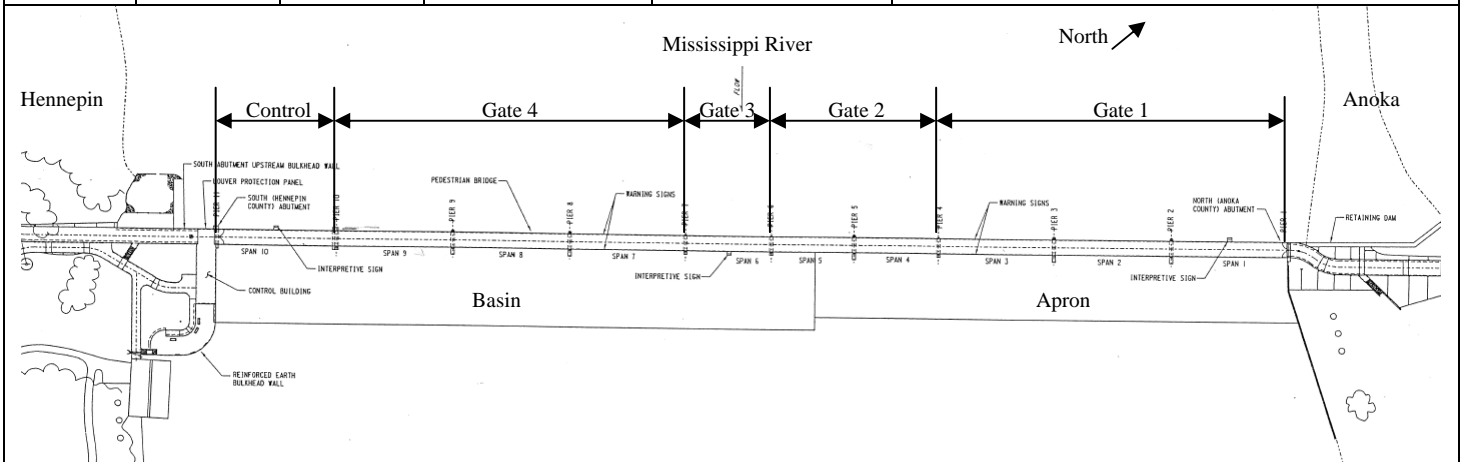 Mississippi River
North
Hennepin
Anoka
FLOW
Control
Gate 4
Gate 3
Gate 2
Gate 1
SOUTH ABUTMENT UPSTREAM BULKHEAD WALL
LOUVER PROTECTION PANEL
SOUTH (HENNEPIN
COUNTY) ABUTMENT
PEDESTRIAN BRIDGE
WARNING SIGNS
WARNING SIGNS
NORTH (ANOKA
COUNTY) ABUTMENT
RETAINING DAM
PIER 11
PIER 10
PIER 9
PIER 8
PIER 7
PIER 6
PIER 5
PIER 4
PIER 3
PIER 2
PIER 1
SPAN 10
SPAN 9
SPAN 8
SPAN 7
SPAN 6
SPAN 5
SPAN 4
SPAN 3
SPAN 2
SPAN 1
INTERPRETIVE SIGN
INTERPRETIVE SIGN
INTERPRETIVE SIGN
CONTROL BUILDING
Basin
Apron
REINFORCED EARTH
BULKHEAD WALL